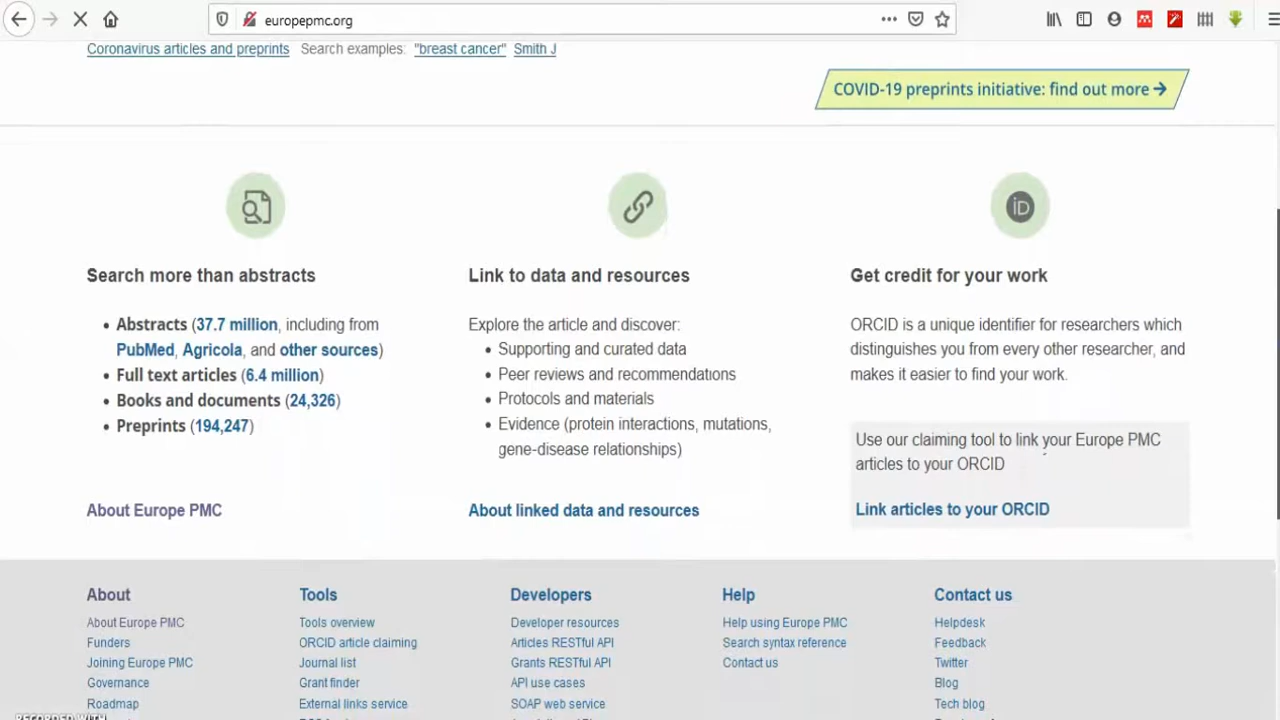 europepmc.org
Coronavirus articles and preprints Search examples: "breast cancer" Smith J
COVID-19 preprints initiative: find out more →
iD
Search more than abstracts
• Abstracts (37.7 million, including from
PubMed, Agricola, and other sources)
• Full text articles (6.4 million)
• Books and documents (24,326)
• Preprints (194,247)
About Europe PMC
Link to data and resources
Explore the article and discover:
• Supporting and curated data
• Peer reviews and recommendations
• Protocols and materials
• Evidence (protein interactions, mutations,
gene-disease relationships)
About linked data and resources
Get credit for your work
ORCID is a unique identifier for researchers which
distinguishes you from every other researcher, and
makes it easier to find your work.
Use our claiming tool to link your Europe PMC
articles to your ORCID
Link articles to your ORCID
About
About Europe PMC
Funders
Joining Europe PMC
Governance
Roadmap
Tools
Tools overview
ORCID article claiming
Journal list
Grant finder
External links service
Developers
Developer resources
Articles RESTful API
Grants RESTful API
API use cases
SOAP web service
Help
Help using Europe PMC
Search syntax reference
Contact us
Contact us
Helpdesk
Feedback
Twitter
Blog
Tech blog
RECORDED WITH